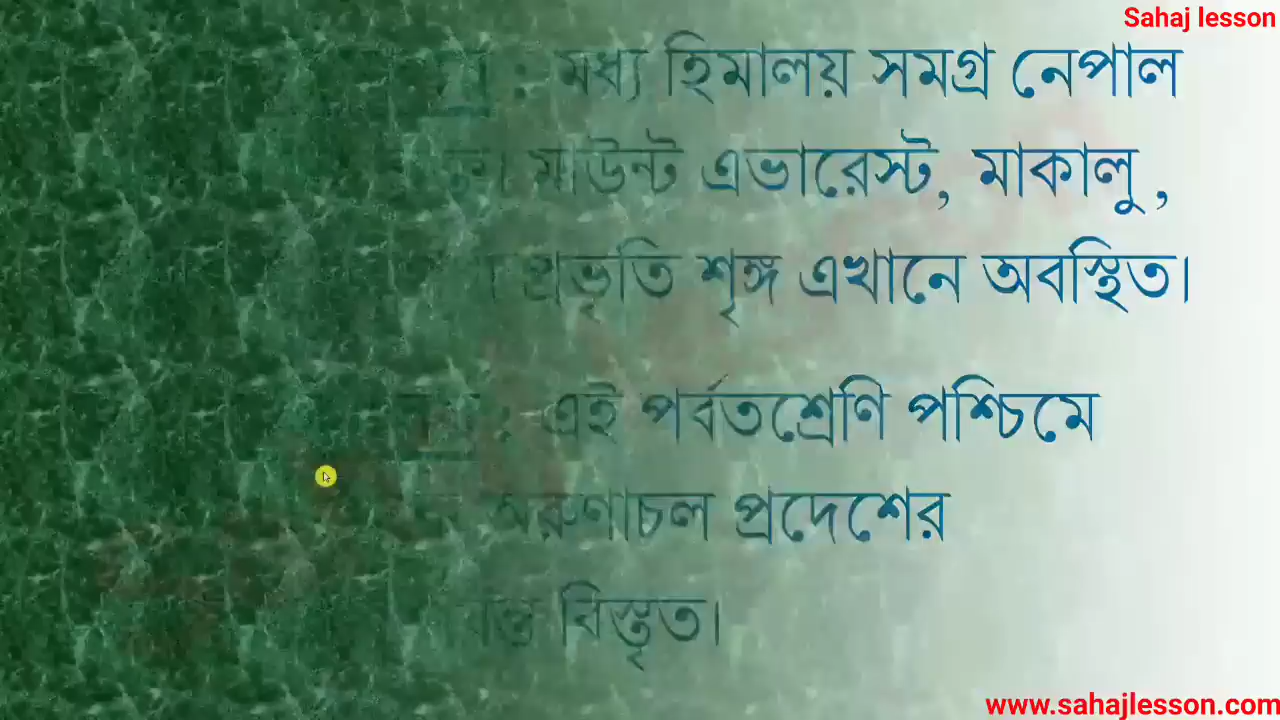 Sahaj lesson
: মধ্য হিমালয় সমগ্র নেপাল
মাউন্ট এভারেস্ট, মাকালু,
প্রভৃতি শৃঙ্গ এখানে অবস্থিত।
: এই পর্বতশ্রেণি পশ্চিমে
অরুণাচল প্রদেশের
বিস্তৃত।
www.sahajlesson.com